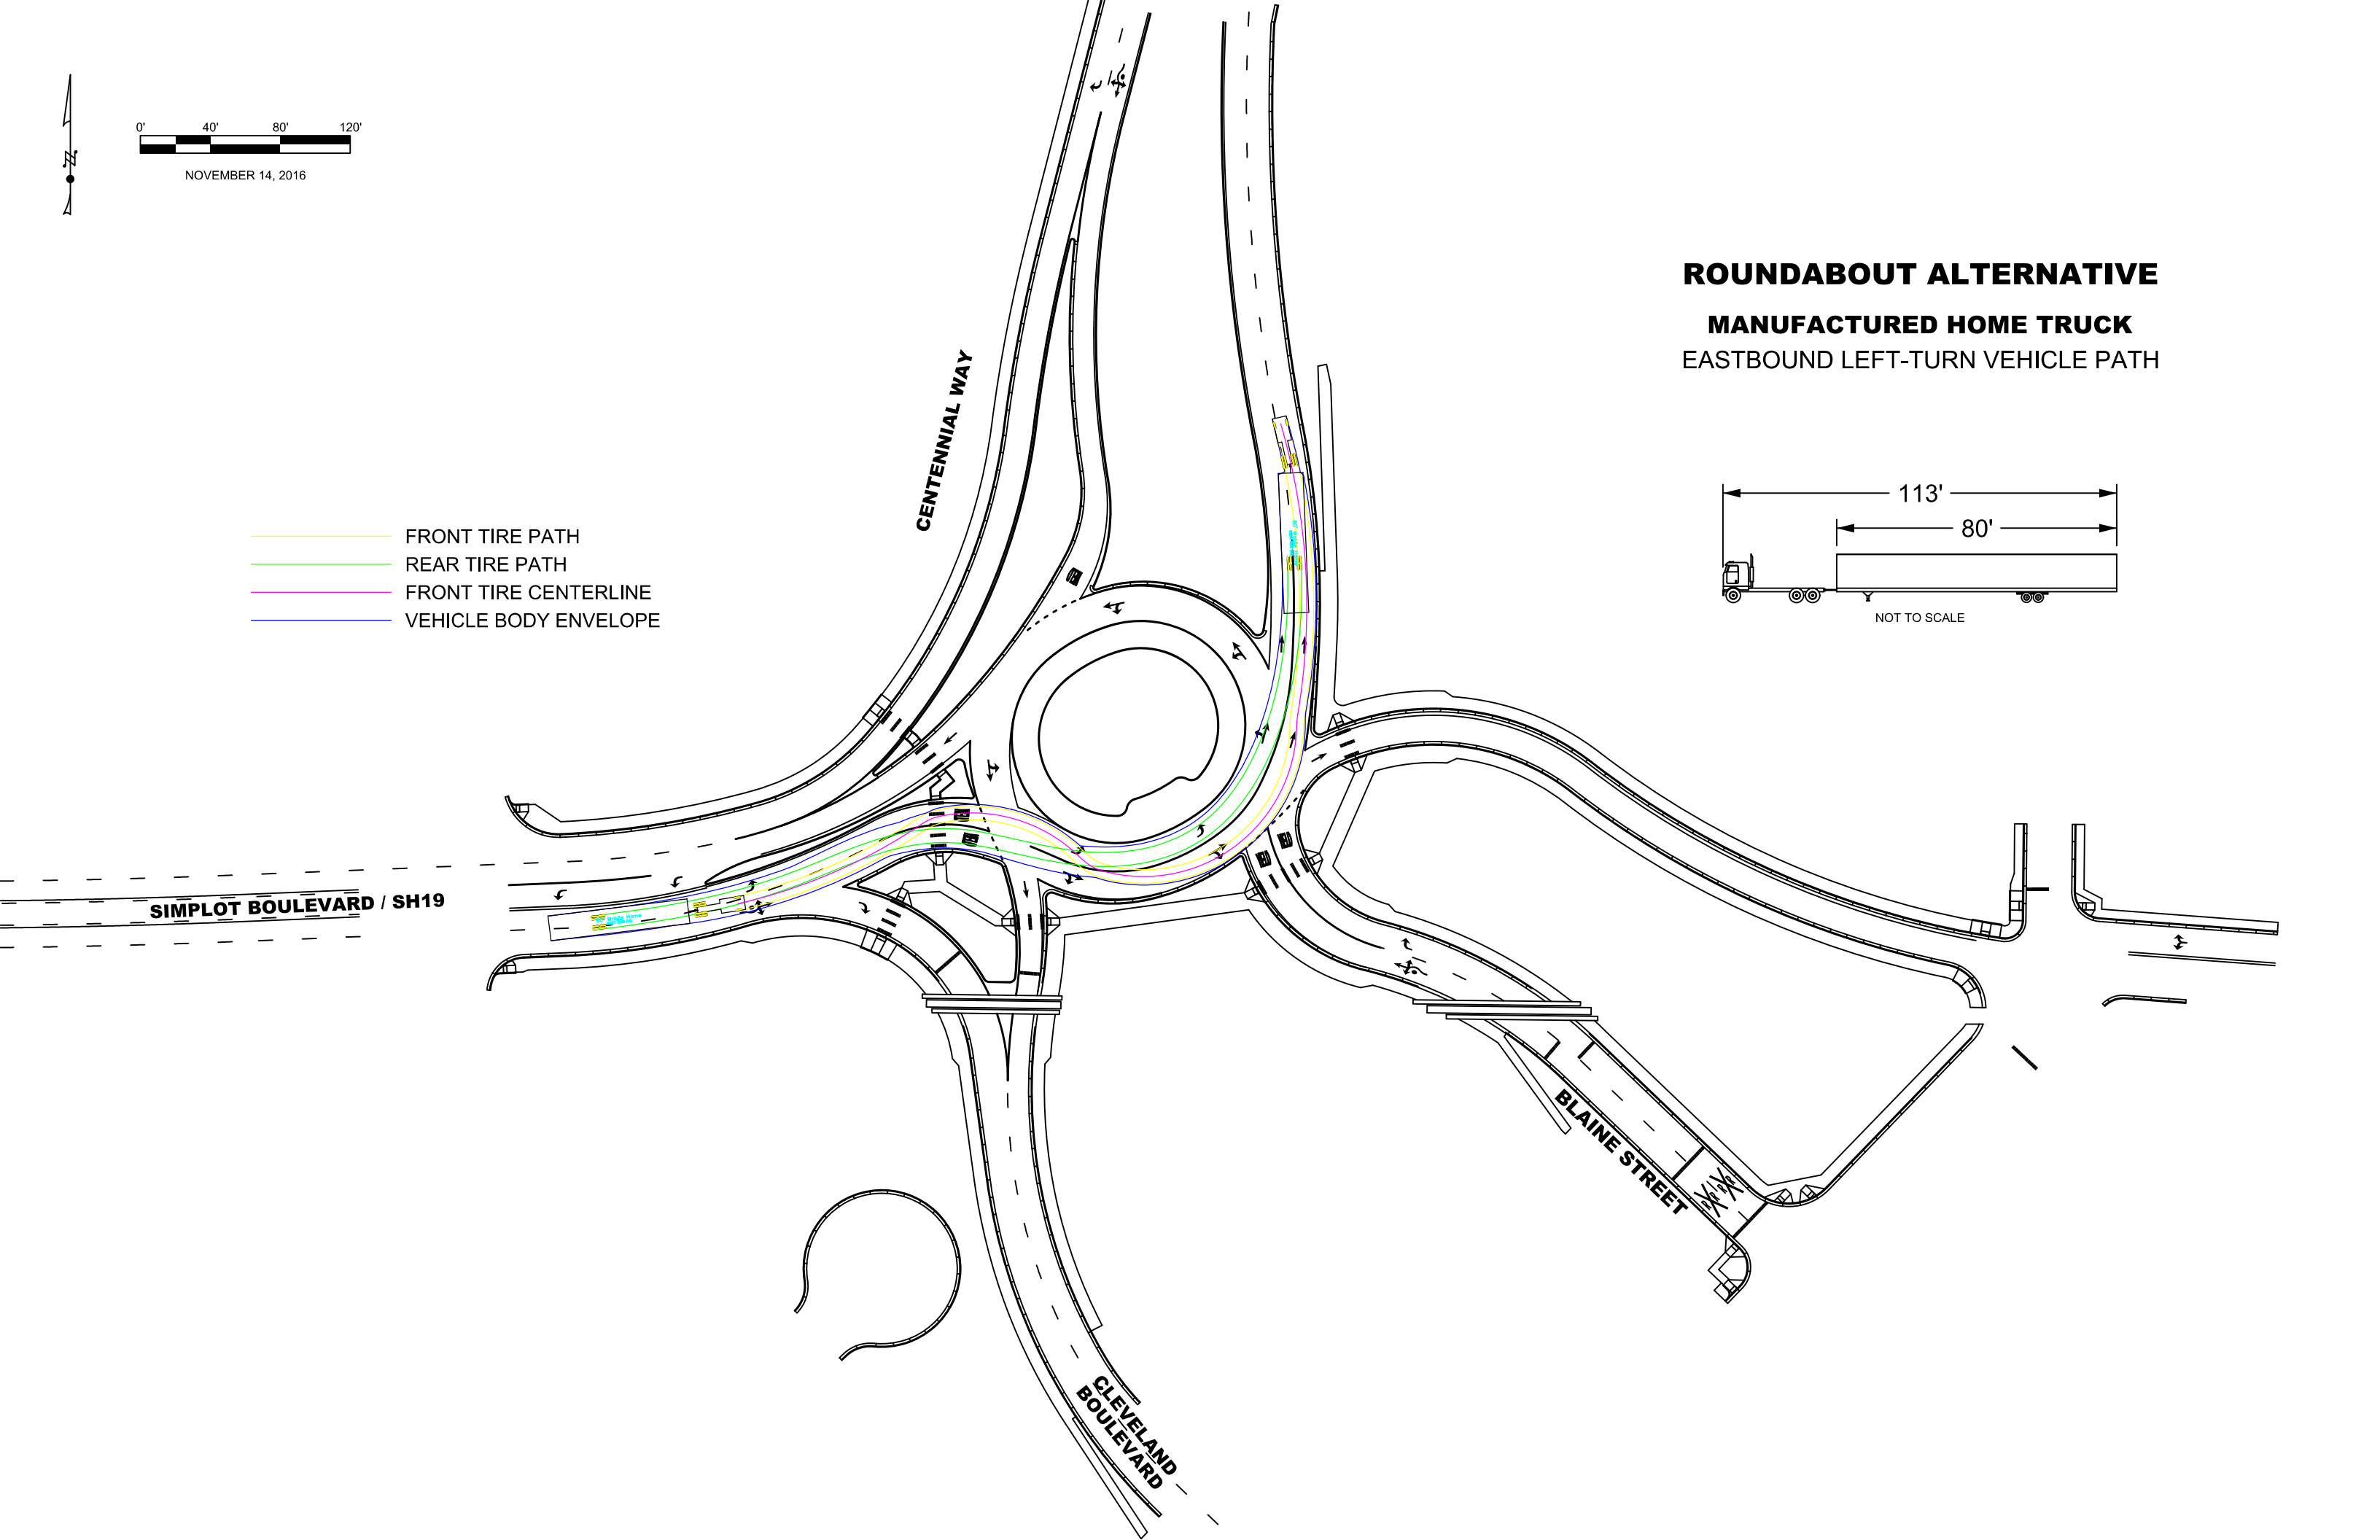 0' 40' 80' 120'
NOVEMBER 14, 2016
ROUNDABOUT ALTERNATIVE
MANUFACTURED HOME TRUCK
EASTBOUND LEFT-TURN VEHICLE PATH
CENTENNIAL WAY
113'
80'
NOT TO SCALE
FRONT TIRE PATH
REAR TIRE PATH
FRONT TIRE CENTERLINE
VEHICLE BODY ENVELOPE
SIMPLOT BOULEVARD / SH19
BLAINE STREET
CLEVELAND
BOULEVARD